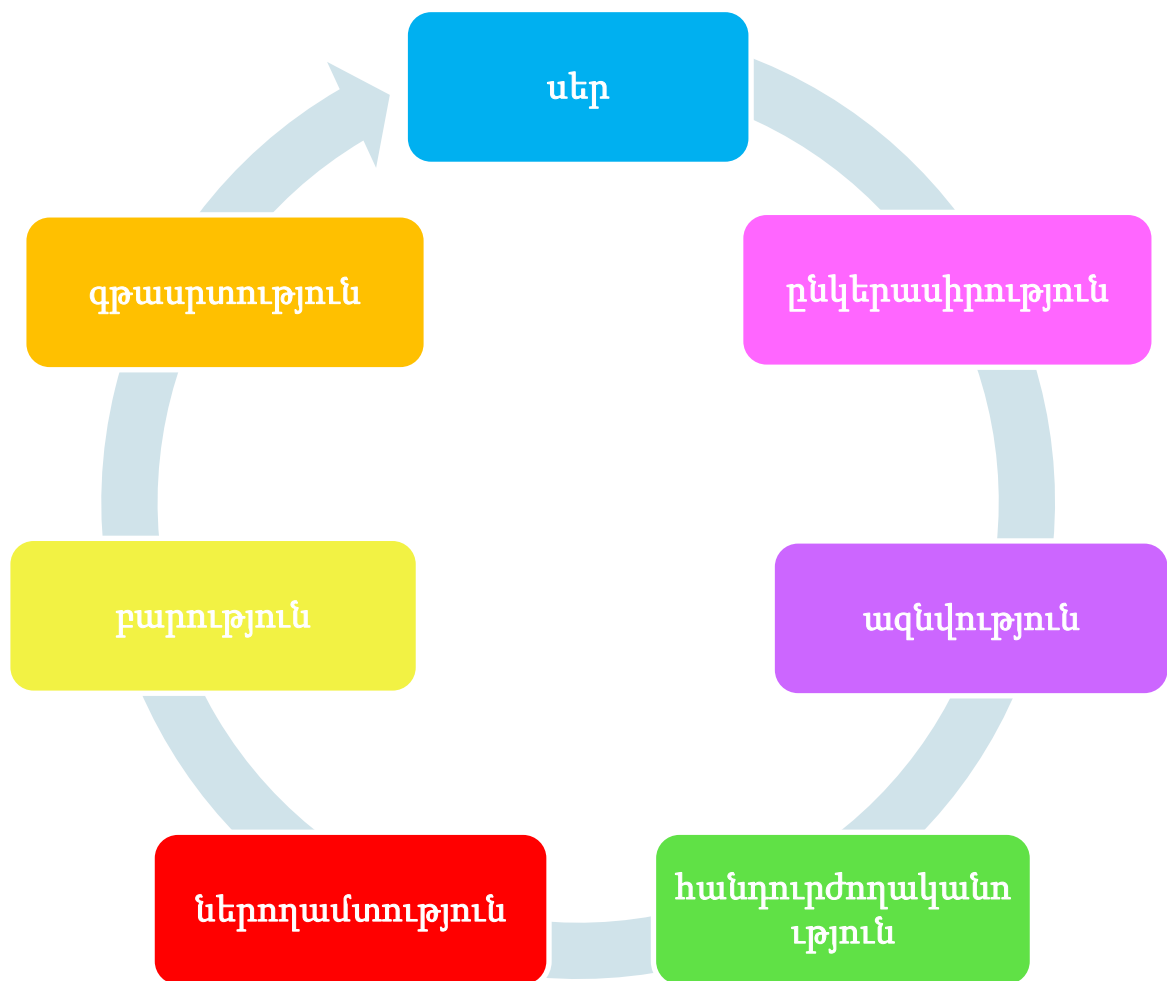 սեր
ընկերասիրություն
ազնվություն
հանդուրժողականո
ւթյուն
ներողամտություն
բարություն
գթասրտություն